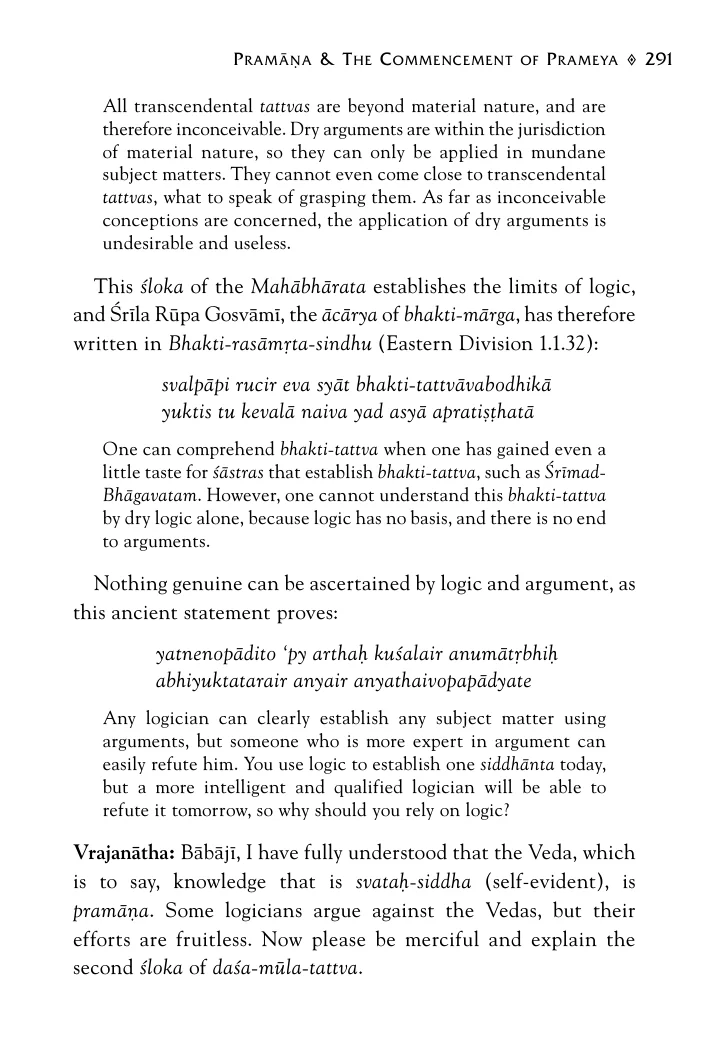 Pramāṇa & The Commencement of Prameya ◊ 291
All transcendental tattvas are beyond material nature, and are
therefore inconceivable. Dry arguments are within the jurisdiction
of material nature, so they can only be applied in mundane
subject matters. They cannot even come close to transcendental
tattvas, what to speak of grasping them. As far as inconceivable
conceptions are concerned, the application of dry arguments is
undesirable and useless.
This śloka of the Mahābhārata establishes the limits of logic,
and Śrīla Rūpa Gosvāmī, the ācārya of bhakti-mārga, has therefore
written in Bhakti-rasāmṛta-sindhu (Eastern Division 1.1.32):
svalpāpi rucir eva syāt bhakti-tattvāvabodhikā
yuktis tu kevalā naiva yad asyā apratiṣṭhatā
One can comprehend bhakti-tattva when one has gained even a
little taste for śāstras that establish bhakti-tattva, such as Śrīmad-
Bhāgavatam. However, one cannot understand this bhakti-tattva
by dry logic alone, because logic has no basis, and there is no end
to arguments.
Nothing genuine can be ascertained by logic and argument, as
this ancient statement proves:
yatnenopādito ‘py arthaḥ kuśalair anumātṛbhiḥ
abhiyuktatarair anyair anyathaivopapādyate
Any logician can clearly establish any subject matter using
arguments, but someone who is more expert in argument can
easily refute him. You use logic to establish one siddhānta today,
but a more intelligent and qualified logician will be able to
refute it tomorrow, so why should you rely on logic?
Vrajanātha: Bābājī, I have fully understood that the Veda, which
is to say, knowledge that is svataḥ-siddha (self-evident), is
pramāṇa. Some logicians argue against the Vedas, but their
efforts are fruitless. Now please be merciful and explain the
second śloka of daśa-mūla-tattva.